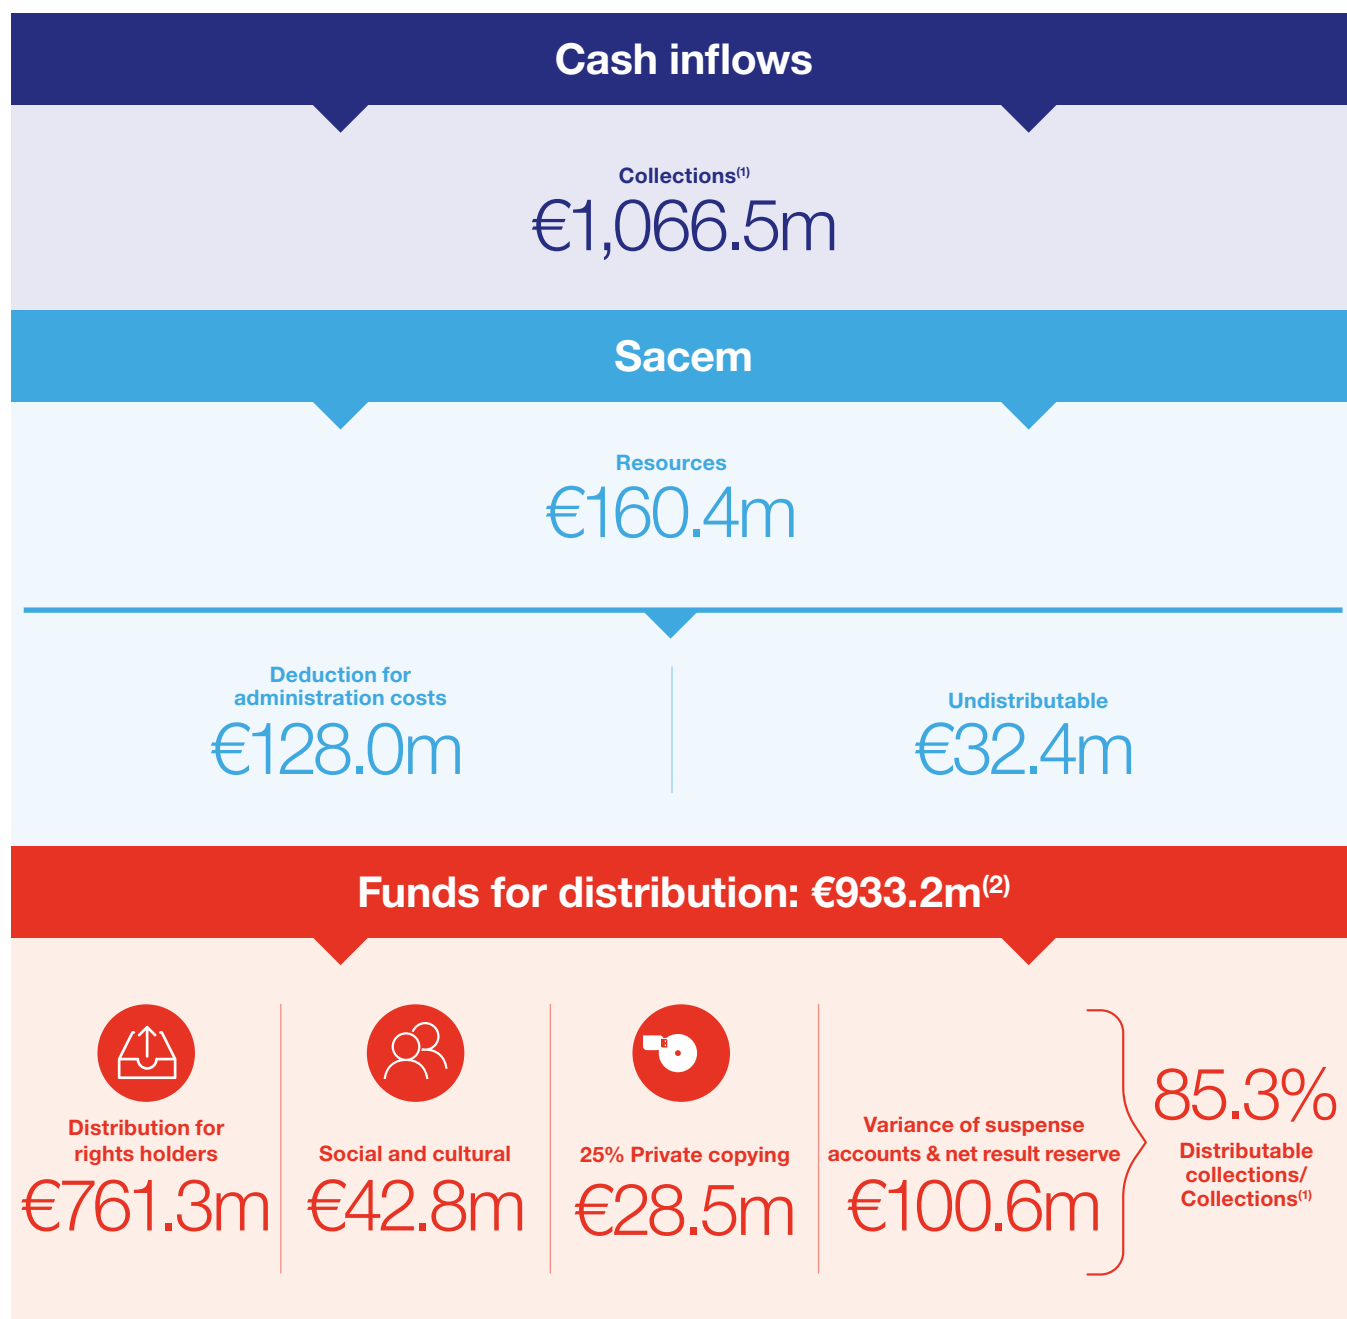 Cash inflows
Collections(1)
€1,066.5m
Sacem
Resources
€160.4m
Deduction for
administration costs
€128.0m
Undistributable
€32.4m
Funds for distribution: €933.2m(2)
Distribution for
rights holders
€761.3m
Social and cultural
€42.8m
25% Private copying
€28.5m
Variance of suspense
accounts & net result reserve
€100.6m
85.3%
Distributable
collections/
Collections(1)